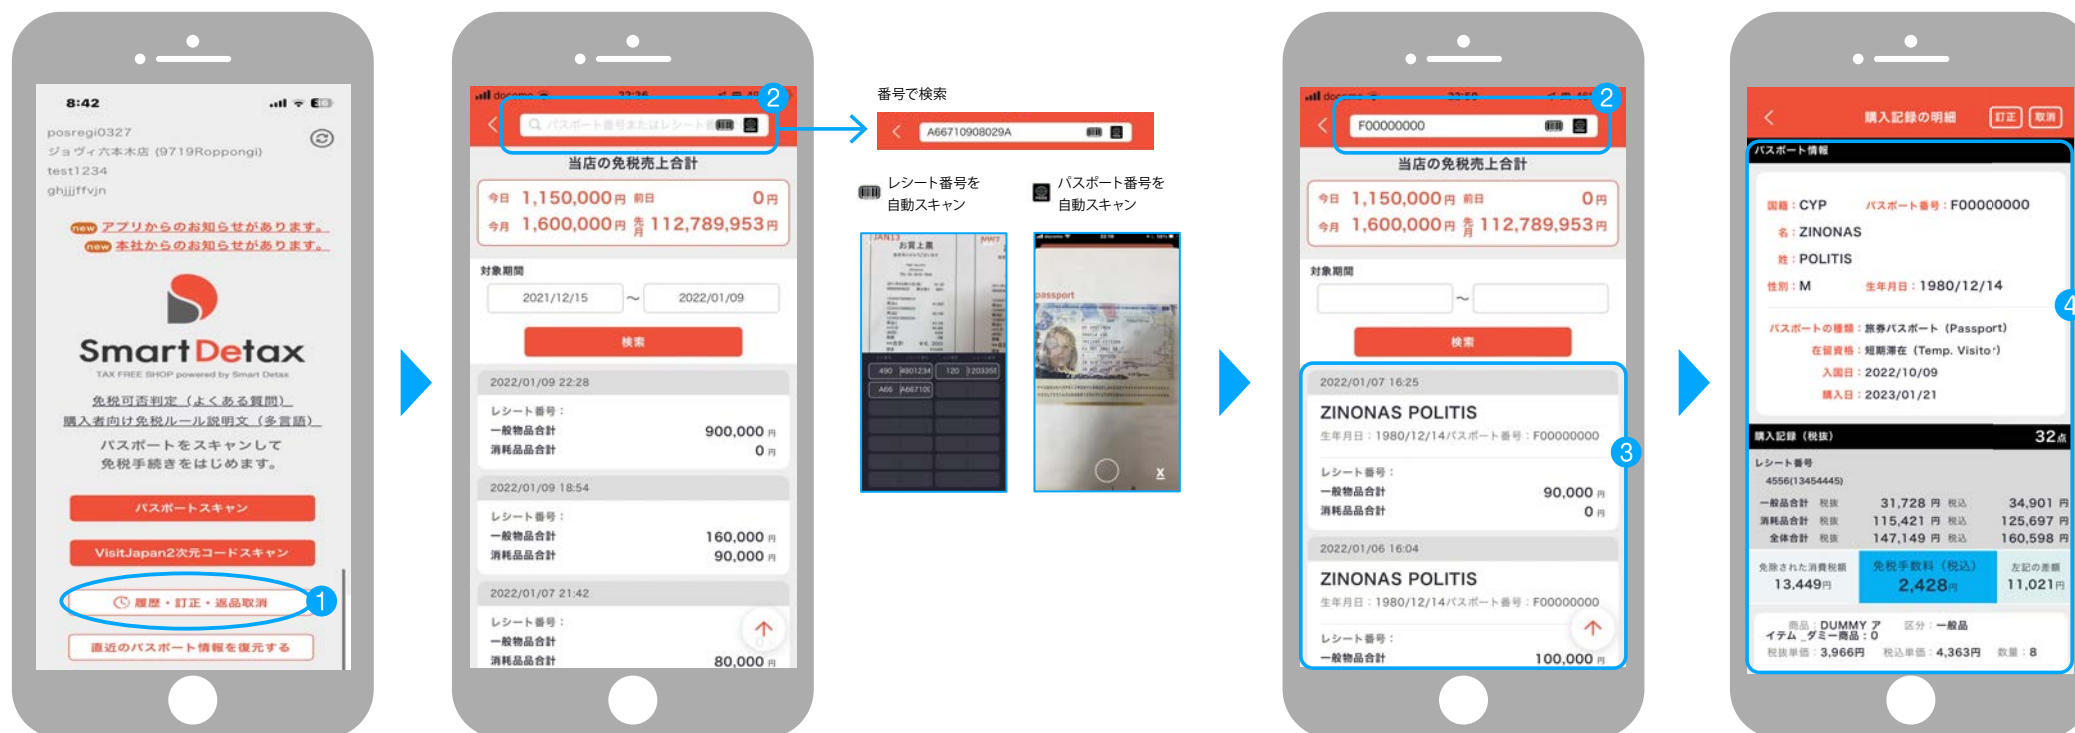 8:42
posregi0327
ジョヴィ六本木店 (9719Roppongi)
test1234
ghjjjffvjn
new アプリからのお知らせがあります。
new 本社からのお知らせがあります。
SmartDetax
TAX FREE SHOP powered by Smart Detax
免税可否判定(よくある質問)
購入者向け免税ルール説明文(多言語)
パスポートをスキャンして
免税手続きをはじめます。
パスポートスキャン
VisitJapan2次元コードスキャン
履歴・訂正・返品取消
1
直近のパスポート情報を復元する
2
パスポート番号またはレシート番
当店の免税売上合計
今日 1,150,000円 前日 0円
今月 1,600,000円 先月 112,789,953円
対象期間
2021/12/15 ~ 2022/01/09
検索
2022/01/09 22:28
レシート番号:
一般物品合計 900,000 円
消耗品品合計 0 円
2022/01/09 18:54
レシート番号:
一般物品合計 160,000 円
消耗品品合計 90,000 円
2022/01/07 21:42
レシート番号:
一般物品合計
消耗品品合計 80,000 円
番号で検索
A66710908029A
レシート番号を
自動スキャン
パスポート番号を
自動スキャン
JAN13
NW7
お買上票
490 4901234 120 1203355
A66 A667109
passport
2
F00000000
当店の免税売上合計
今日 1,150,000円 前日 0円
今月 1,600,000円 先月 112,789,953円
対象期間
~
検索
2022/01/07 16:25
ZINONAS POLITIS
生年月日:1980/12/14パスポート番号:F00000000
3
レシート番号:
一般物品合計 90,000 円
消耗品品合計 0 円
2022/01/06 16:04
ZINONAS POLITIS
生年月日:1980/12/14パスポート番号:F00000000
レシート番号:
一般物品合計 100,000 円
購入記録の明細 訂正 取消
パスポート情報
国籍:CYP パスポート番号:F00000000
名:ZINONAS
姓:POLITIS
性別:M 生年月日:1980/12/14
4
パスポートの種類:旅券パスポート (Passport)
在留資格:短期滞在 (Temp. Visitor)
入国日:2022/10/09
購入日:2023/01/21
購入記録(税抜) 32点
レシート番号
4556(13454445)
一般品合計 税抜 31,728 円 税込 34,901 円
消耗品合計 税抜 115,421 円 税込 125,697 円
全体合計 税抜 147,149 円 税込 160,598 円
免除された消費税額 免税手数料(税込) 左記の差額
13,449円 2,428円 11,021円
商品:DUMMY ア 区分:一般品
イテム _ダミー商品:0
税抜単価:3,966円 税込単価:4,363円 数量:8